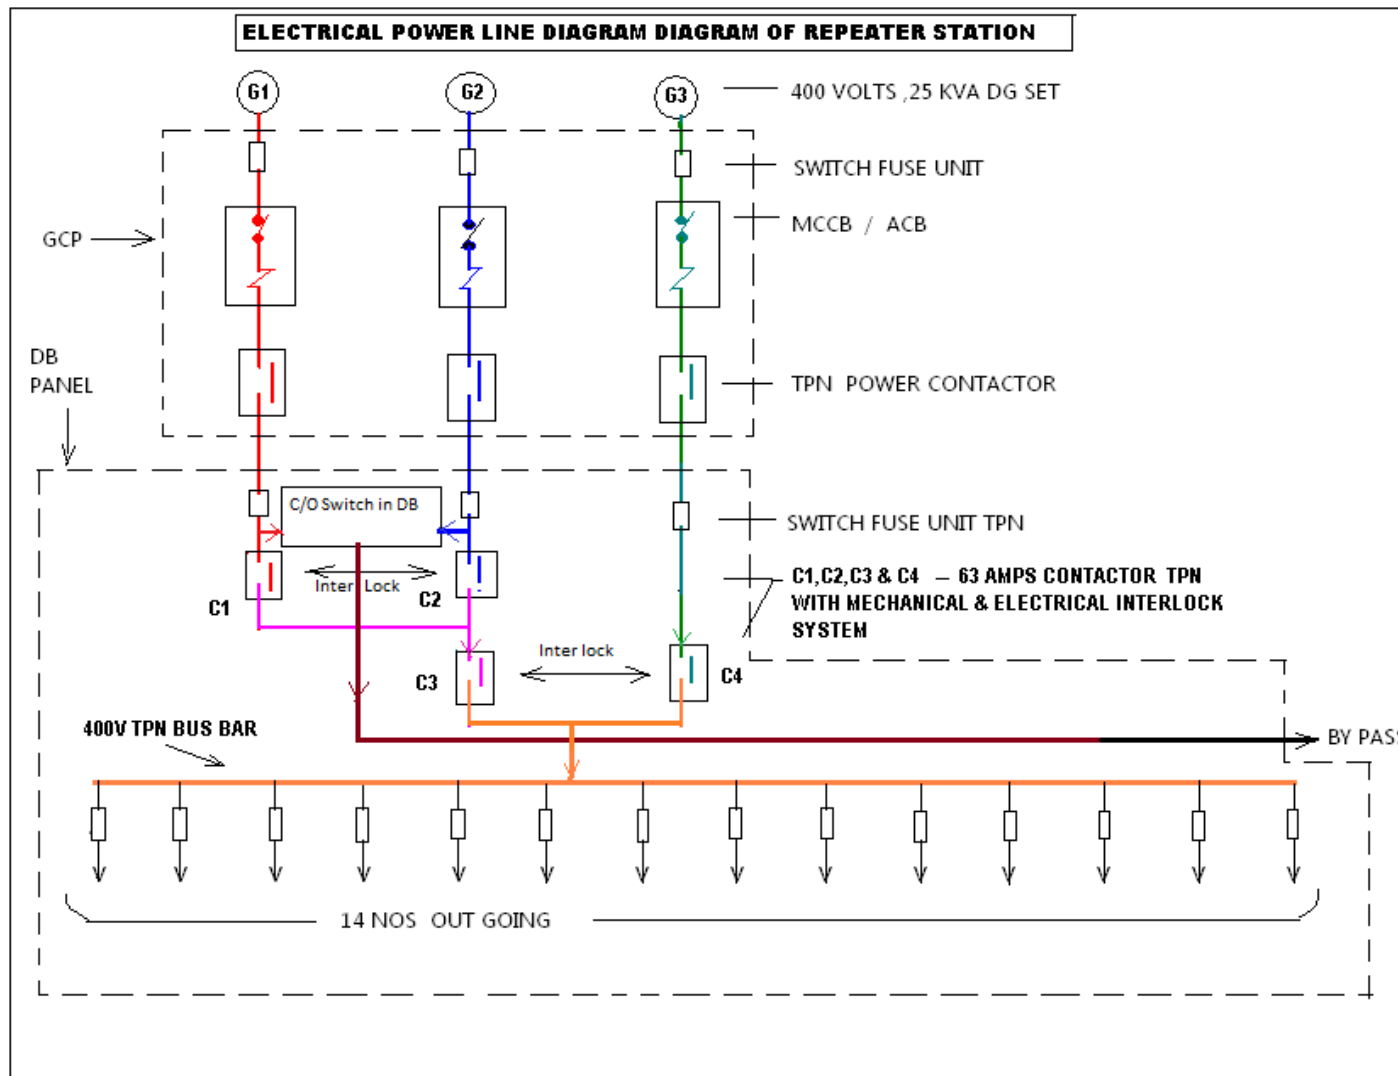 ELECTRICAL POWER LINE DIAGRAM DIAGRAM OF REPEATER STATION
G1
G2
G3
400 VOLTS ,25 KVA DG SET
SWITCH FUSE UNIT
MCCB / ACB
GCP
DB
PANEL
TPN POWER CONTACTOR
C/O Switch in DB
SWITCH FUSE UNIT TPN
Inter Lock
C1
C2
C1,C2,C3 & C4 – 63 AMPS CONTACTOR TPN
WITH MECHANICAL & ELECTRICAL INTERLOCK
SYSTEM
Inter lock
C3
C4
400V TPN BUS BAR
BY PASS
14 NOS OUT GOING